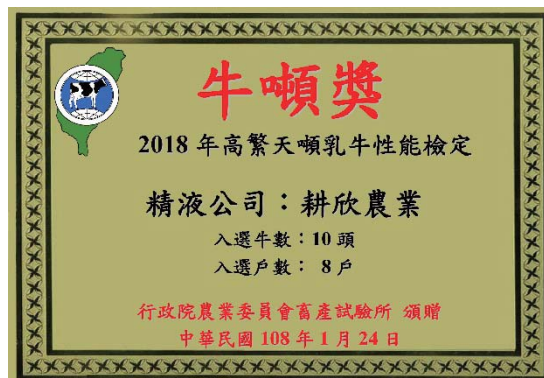 牛噸獎
2018 年高繁天噸乳牛性能檢定
精液公司：耕欣農業
入選牛數：10 頭
入選戶數： 8 戶
行政院農業委員會畜產試驗所 頒贈
中華民國 108 年 1 月 24 日